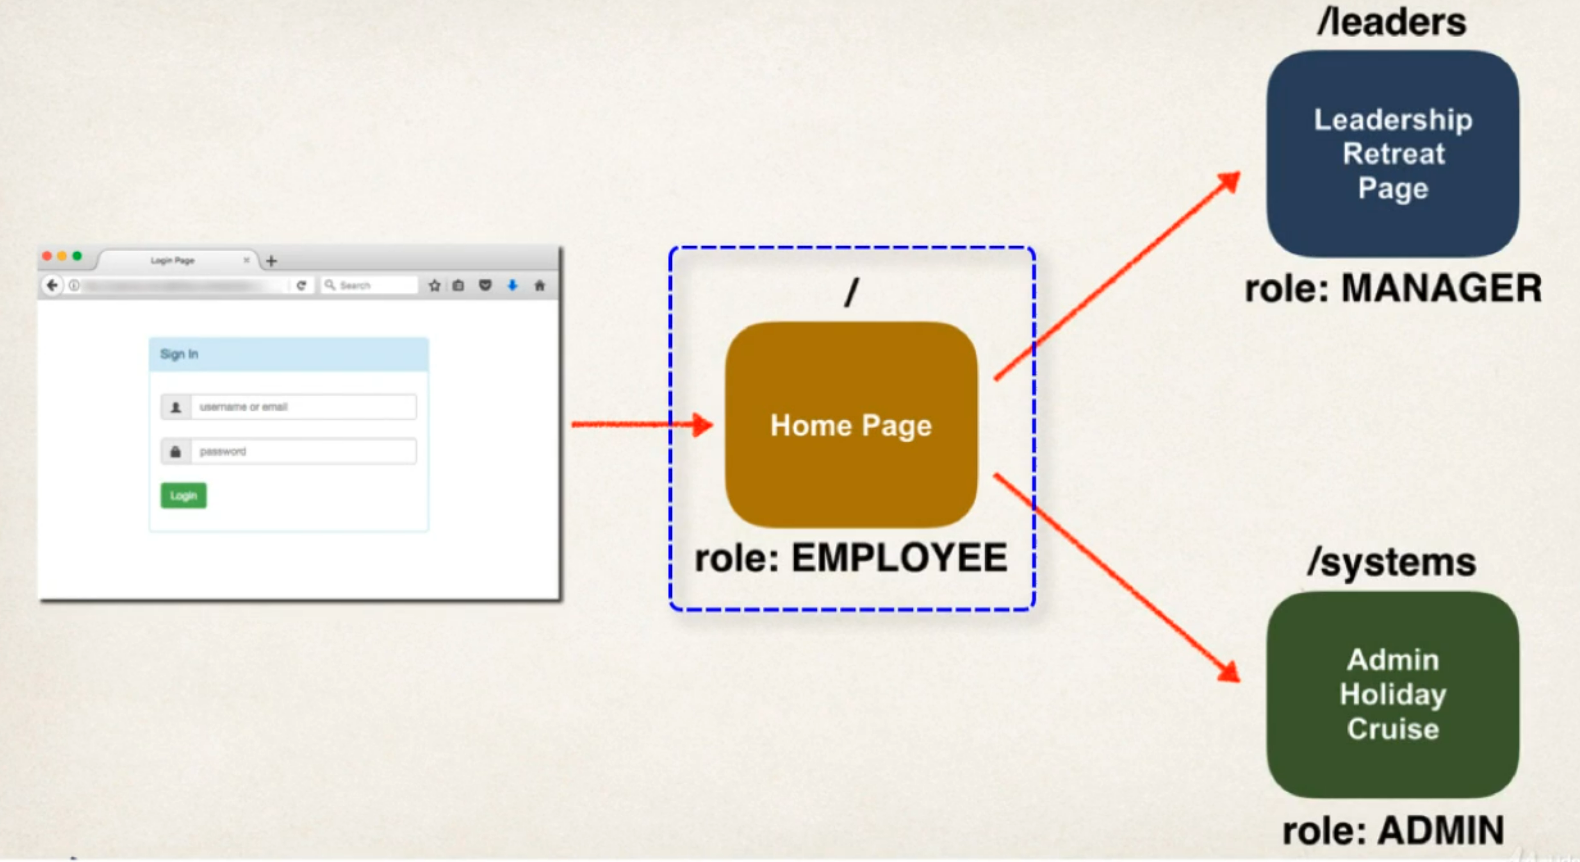 Login Page
Search
Sign In
username or email
password
Login
/
Home Page
role: EMPLOYEE
/leaders
Leadership
Retreat
Page
role: MANAGER
/systems
Admin
Holiday
Cruise
role: ADMIN